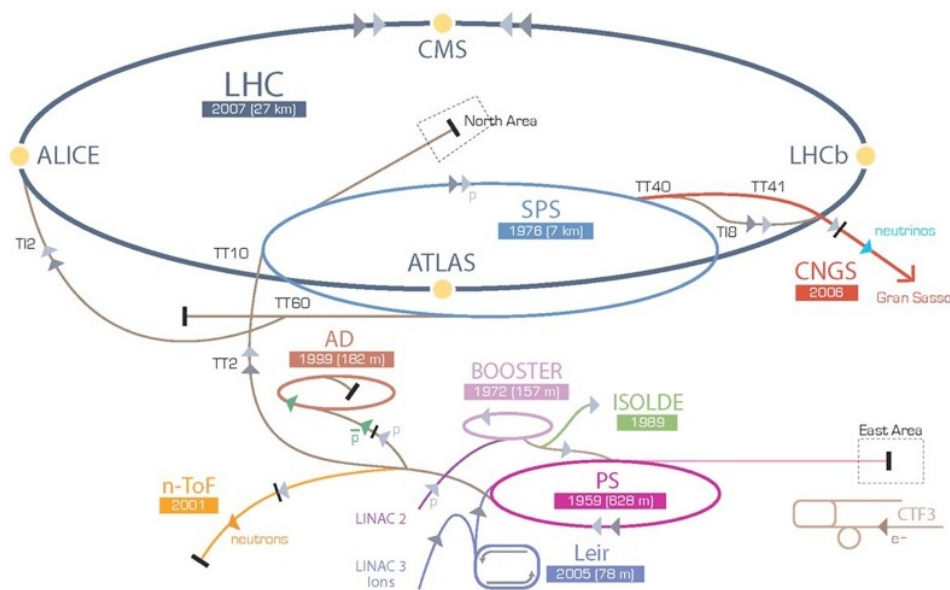 CMS
LHC
2007 (27 km)
North Area
ALICE
LHCb
TT40
TT41
SPS
1976 (7 km)
p
TI2
TT10
TI8
neutrinos
ATLAS
CNGS
2006
Gran Sasso
TT60
AD
1999 (182 m)
TT2
BOOSTER
1972 (157 m)
ISOLDE
1989
p
p
East Area
n-ToF
2001
PS
1959 (628 m)
LINAC 2
p
neutrons
CTF3
e-
LINAC 3
Ions
Leir
2005 (78 m)